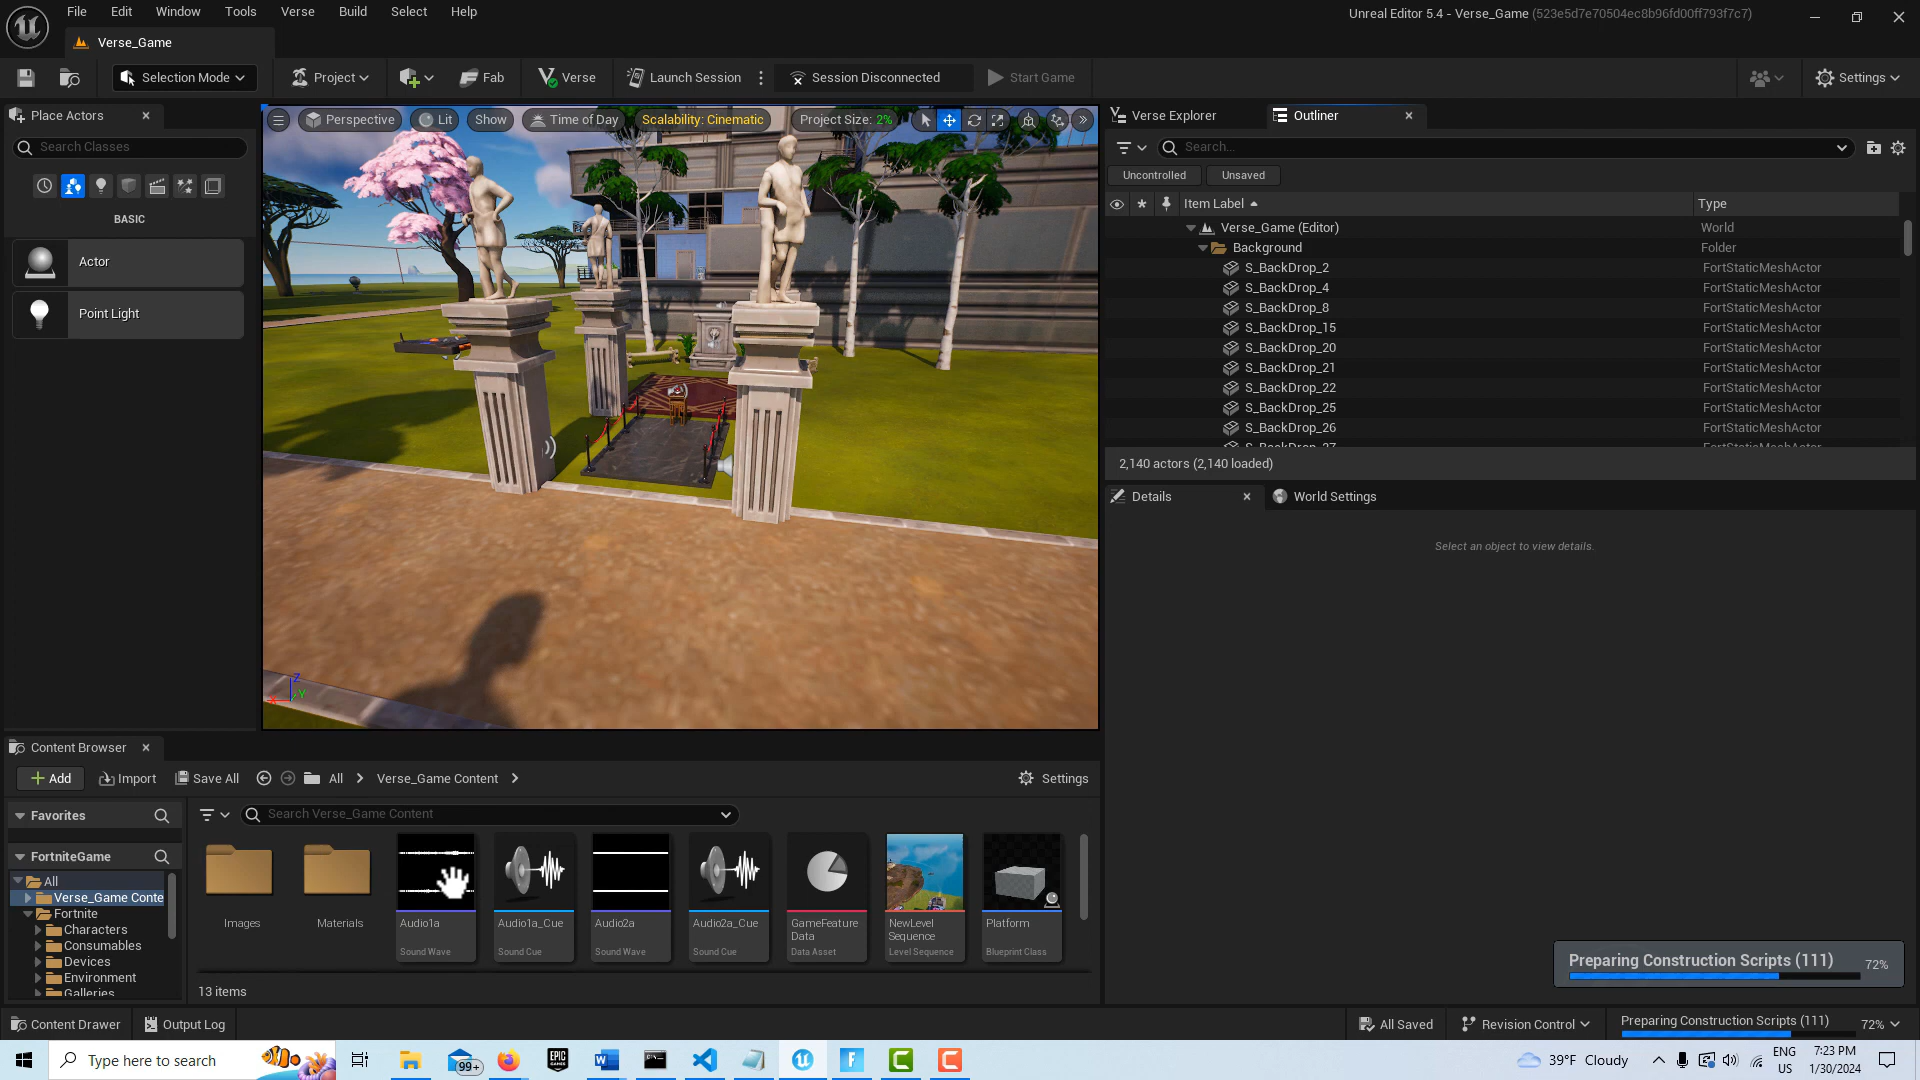 File Edit Window Tools Verse Build Select Help
Unreal Editor 5.4 - Verse_Game (523e5d7e70504ec8b96fd00ff793f7c7)
Verse_Game
Selection Mode Project Fab Verse Launch Session Session Disconnected Start Game Settings
Place Actors
Search Classes
BASIC
Actor
Point Light
Perspective Lit Show Time of Day Scalability: Cinematic Project Size: 2%
Z
Y
X
Verse Explorer Outliner
Search...
Uncontrolled Unsaved
Item Label Type
Verse_Game (Editor) World
Background Folder
S_BackDrop_2 FortStaticMeshActor
S_BackDrop_4 FortStaticMeshActor
S_BackDrop_8 FortStaticMeshActor
S_BackDrop_15 FortStaticMeshActor
S_BackDrop_20 FortStaticMeshActor
S_BackDrop_21 FortStaticMeshActor
S_BackDrop_22 FortStaticMeshActor
S_BackDrop_25 FortStaticMeshActor
S_BackDrop_26 FortStaticMeshActor
S_BackDrop_27 FortStaticMeshActor
2,140 actors (2,140 loaded)
Details World Settings
Select an object to view details.
Content Browser
Add Import Save All All Verse_Game Content Settings
Favorites
Search Verse_Game Content
FortniteGame
All
Verse_Game Conte
Fortnite
Characters
Consumables
Devices
Environment
Galleries
Images
Materials
Audio1a
Sound Wave
Audio1a_Cue
Sound Cue
Audio2a
Sound Wave
Audio2a_Cue
Sound Cue
GameFeature
Data
Data Asset
NewLevel
Sequence
Level Sequence
Platform
Blueprint Class
13 items
Preparing Construction Scripts (111) 72%
Content Drawer Output Log All Saved Revision Control Preparing Construction Scripts (111) 72%
Type here to search
99+
EPIC
GAMES
39°F Cloudy
ENG
US
7:23 PM
1/30/2024